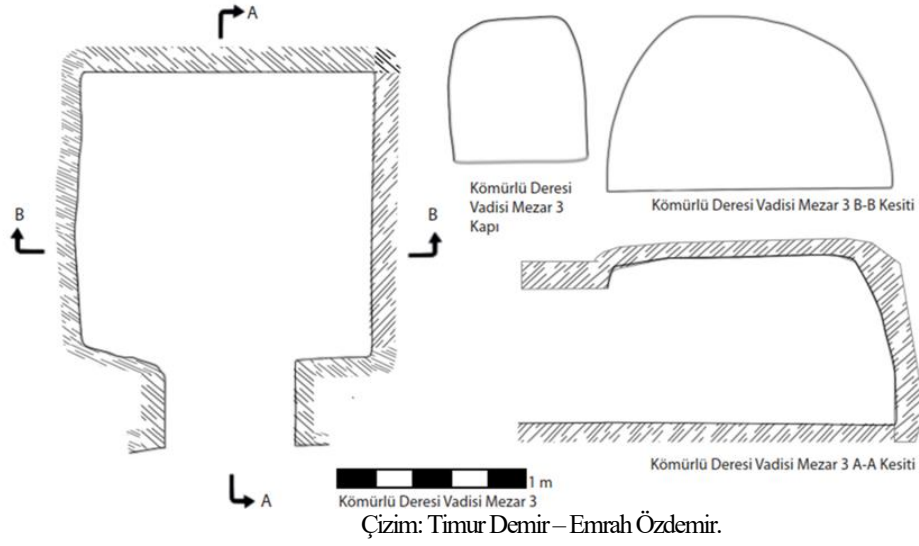 A
B
B
A
1 m
Kömürlü Deresi Vadisi Mezar 3
Kömürlü Deresi
Vadisi Mezar 3
Kapı
Kömürlü Deresi Vadisi Mezar 3 B-B Kesiti
Kömürlü Deresi Vadisi Mezar 3 A-A Kesiti
Çizim: Timur Demir – Emrah Özdemir.